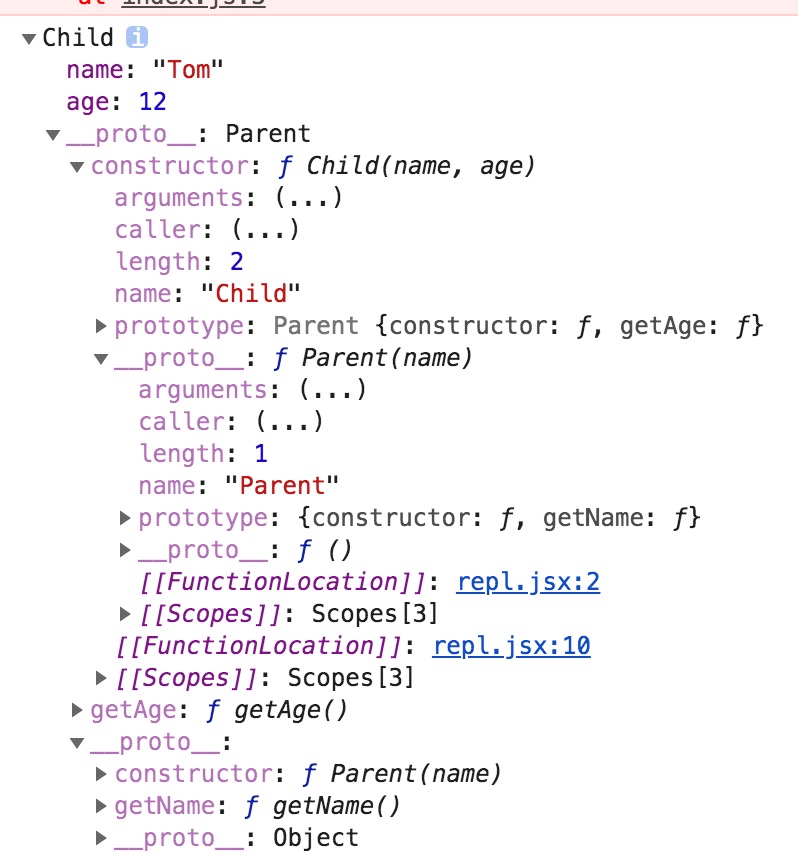 at index.js:3
Child i
name: "Tom"
age: 12
__proto__: Parent
constructor: ƒ Child(name, age)
arguments: (...)
caller: (...)
length: 2
name: "Child"
prototype: Parent {constructor: ƒ, getAge: ƒ}
__proto__: ƒ Parent(name)
arguments: (...)
caller: (...)
length: 1
name: "Parent"
prototype: {constructor: ƒ, getName: ƒ}
__proto__: ƒ ()
[[FunctionLocation]]: repl.jsx:2
[[Scopes]]: Scopes[3]
[[FunctionLocation]]: repl.jsx:10
[[Scopes]]: Scopes[3]
getAge: ƒ getAge()
__proto__:
constructor: ƒ Parent(name)
getName: ƒ getName()
__proto__: Object